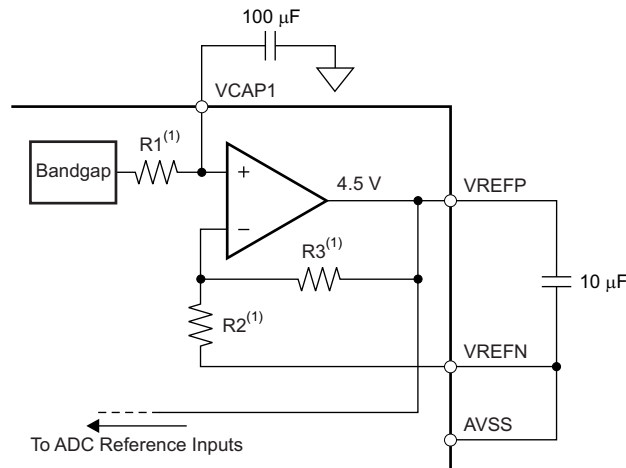 100 μF
VCAP1
R1(1)
Bandgap
+
4.5 V
VREFP
−
R3(1)
10 μF
R2(1)
VREFN
AVSS
To ADC Reference Inputs